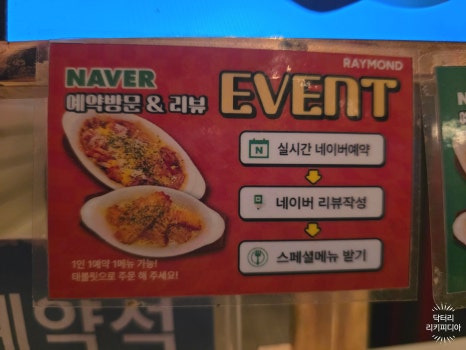 RAYMOND
NAVER
예약방문 & 리뷰
EVENT
N 실시간 네이버예약
네이버 리뷰작성
스페셜메뉴 받기
1인 1예약 1메뉴 가능!
태블릿으로 주문 해 주세요!
예약석
닥터리
리키피디아